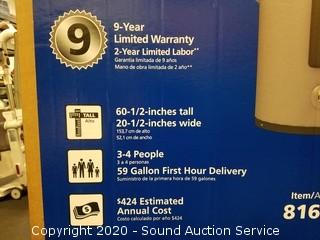 9
9-Year
Limited Warranty
2-Year Limited Labor**
Garantía limitada de 9 años
Mano de obra limitada de 2 año**
TALL
Alto
60-1/2-inches tall
20-1/2-inches wide
153,7 cm de alto
52,1 cm de ancho
3-4 People
3 a 4 personas
59 Gallon First Hour Delivery
Suministro de la primera hora de 59 galones
$424 Estimated
Annual Cost
Costo calculado por año $424
Item/A
816
Copyright 2020 - Sound Auction Service